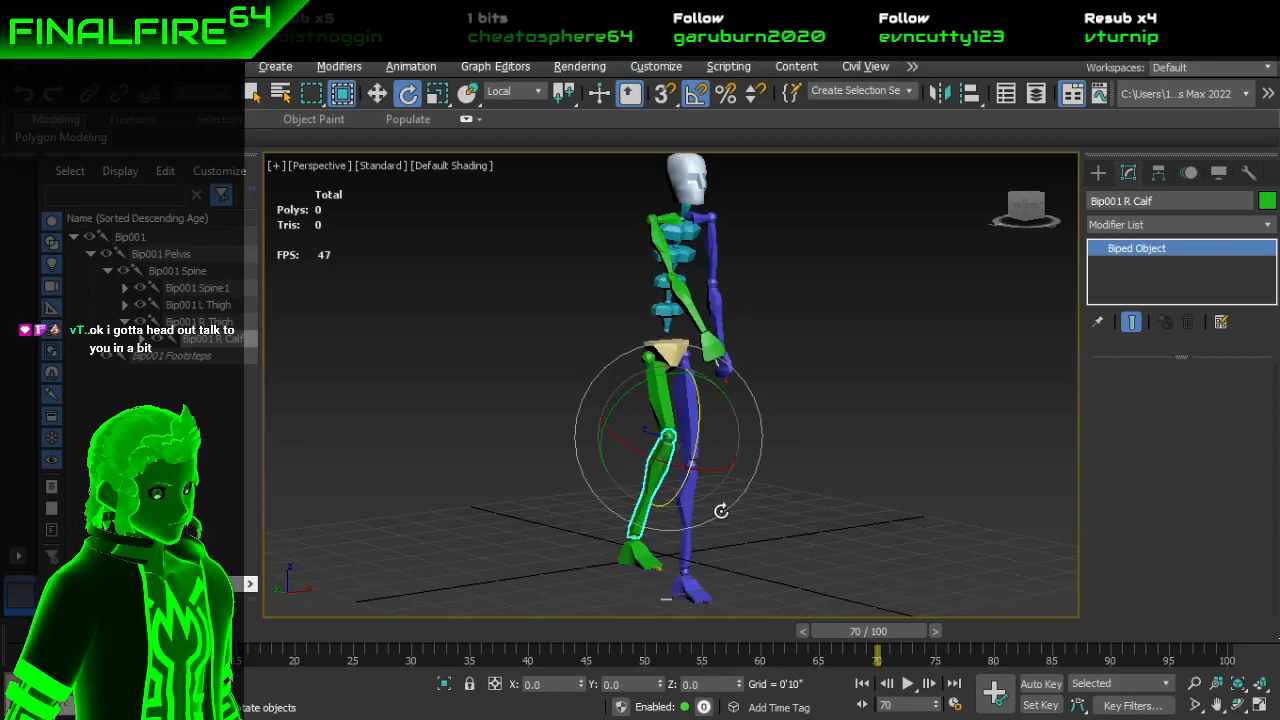 FINALFIRE64
Resub x5
1 bits
cheatosphere64
Follow
garuburn2020
Follow
evncutty123
Resub x4
vturnip
Create
Modifiers
Animation
Graph Editors
Rendering
Customize
Scripting
Content
Civil View
Workspaces:
Default
Local
Create Selection Se
C:\Users\1...s Max 2022
Modeling
Freeform
Selection
Object Paint
Populate
Polygon Modeling
Select
Display
Edit
Customize
Name (Sorted Descending Age)
Bip001
Bip001 Pelvis
Bip001 Spine
Bip001 Spine1
Bip001 L Thigh
Bip001 R Thigh
Bip001 R Calf
Bip001 Footsteps
vT..ok i gotta head out talk to
you in a bit
[+] [Perspective] [Standard] [Default Shading]
Total
Polys: 0
Tris: 0
FPS: 47
Bip001 R Calf
Modifier List
Biped Object
70 / 100
15 20 25 30 35 40 45 50 55 60 65 70 75 80 85 90 95 100
X: 0.0
Y: 0.0
Z: 0.0
Grid = 0'10"
Auto Key
Selected
otate objects
Enabled:
Add Time Tag
70
Set Key
Key Filters...